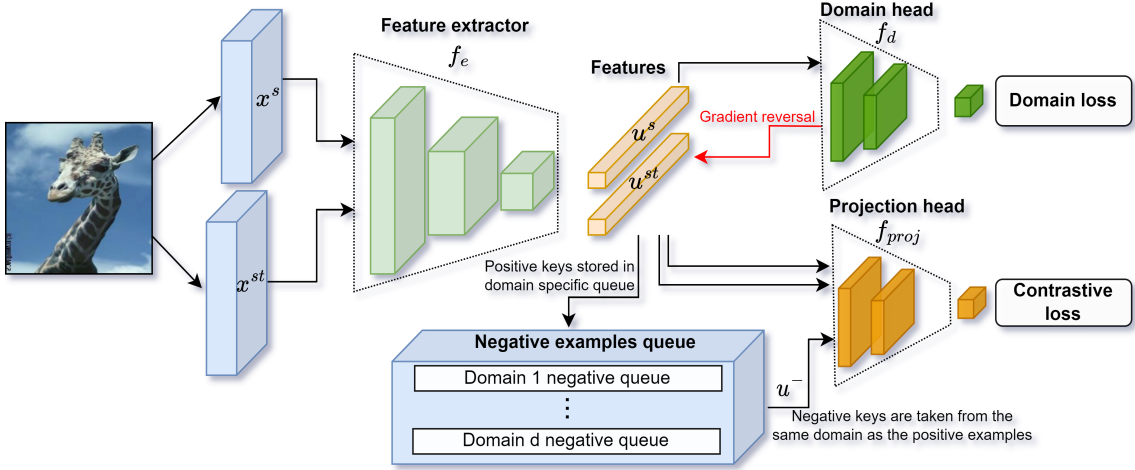 Domain head
f_d
Feature extractor
f_e
Features
x^s
u^s
Gradient reversal
Domain loss
u^{st}
x^{st}
Projection head
f_{proj}
Positive keys stored in
domain specific queue
Contrastive
loss
Negative examples queue
Domain 1 negative queue
⋮
Domain d negative queue
u^-
Negative keys are taken from the
same domain as the positive examples